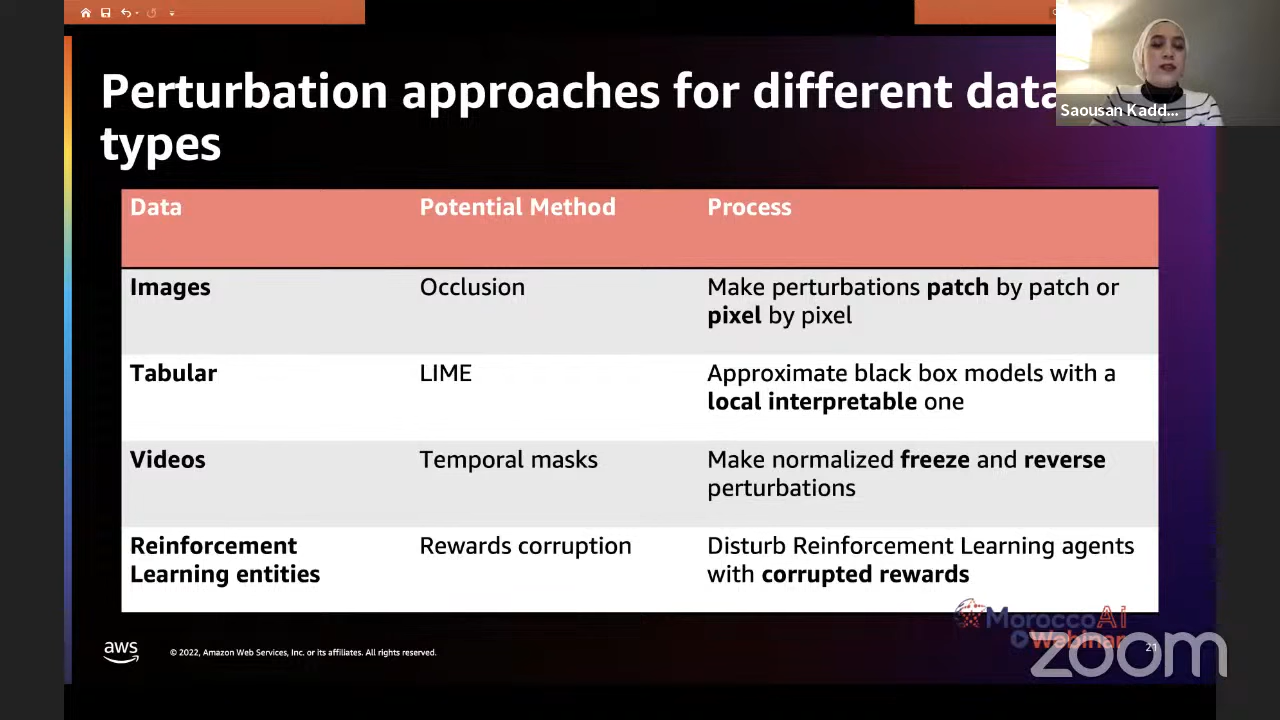 Perturbation approaches for different data
types
Saousan Kadd...
Data Potential Method Process
Images Occlusion Make perturbations patch by patch or
pixel by pixel
Tabular LIME Approximate black box models with a
local interpretable one
Videos Temporal masks Make normalized freeze and reverse
perturbations
Reinforcement Rewards corruption Disturb Reinforcement Learning agents
Learning entities with corrupted rewards
MoroccoAI
Webinar
zoom
21
aws
© 2022, Amazon Web Services, Inc. or its affiliates. All rights reserved.